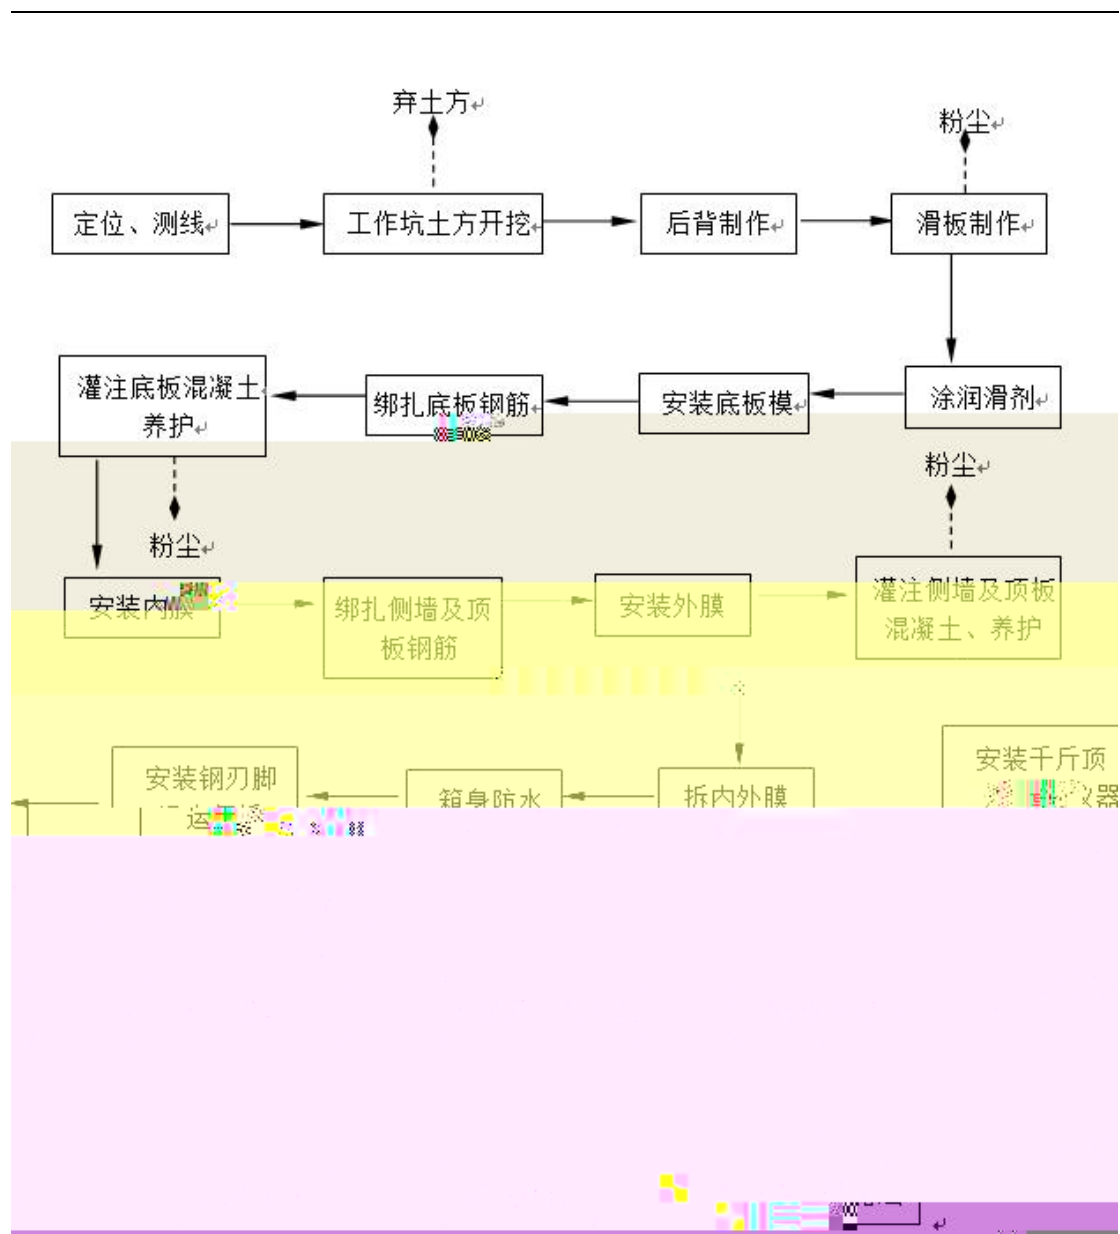 弃土方
粉尘
定位、测线
工作坑土方开挖
后背制作
滑板制作
灌注底板混凝土
养护
绑扎底板钢筋
安装底板模
涂润滑剂
粉尘
粉尘
安装内膜
绑扎侧墙及顶
板钢筋
安装外膜
灌注侧墙及顶板
混凝土、养护
安装钢刃脚
运
箱身防水
拆内外膜
安装千斤顶
仪器